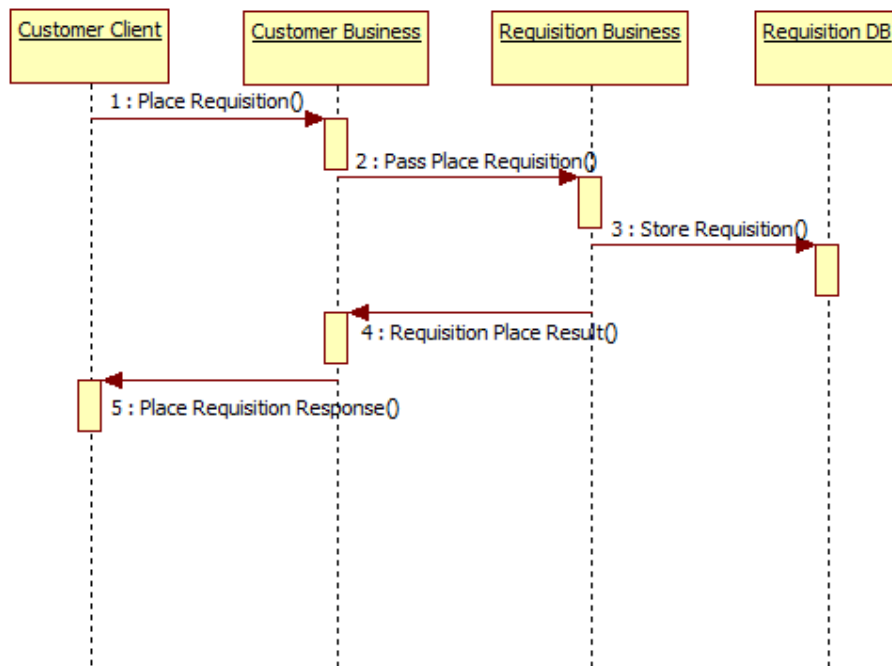 Customer Client
Customer Business
Requisition Business
Requisition DB
1 : Place Requisition()
2 : Pass Place Requisition()
3 : Store Requisition()
4 : Requisition Place Result()
5 : Place Requisition Response()